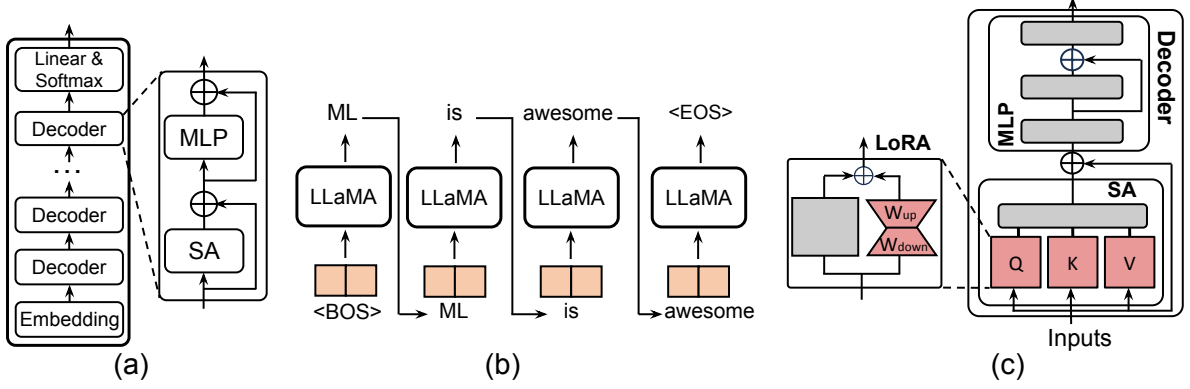 Linear &
Softmax
Decoder
...
Decoder
Decoder
Embedding
MLP
SA
(a)
ML is awesome <EOS>
LLaMA LLaMA LLaMA LLaMA
<BOS> ML is awesome
(b)
LoRA
Wup
Wdown
Decoder
MLP
SA
Q K V
Inputs
(c)